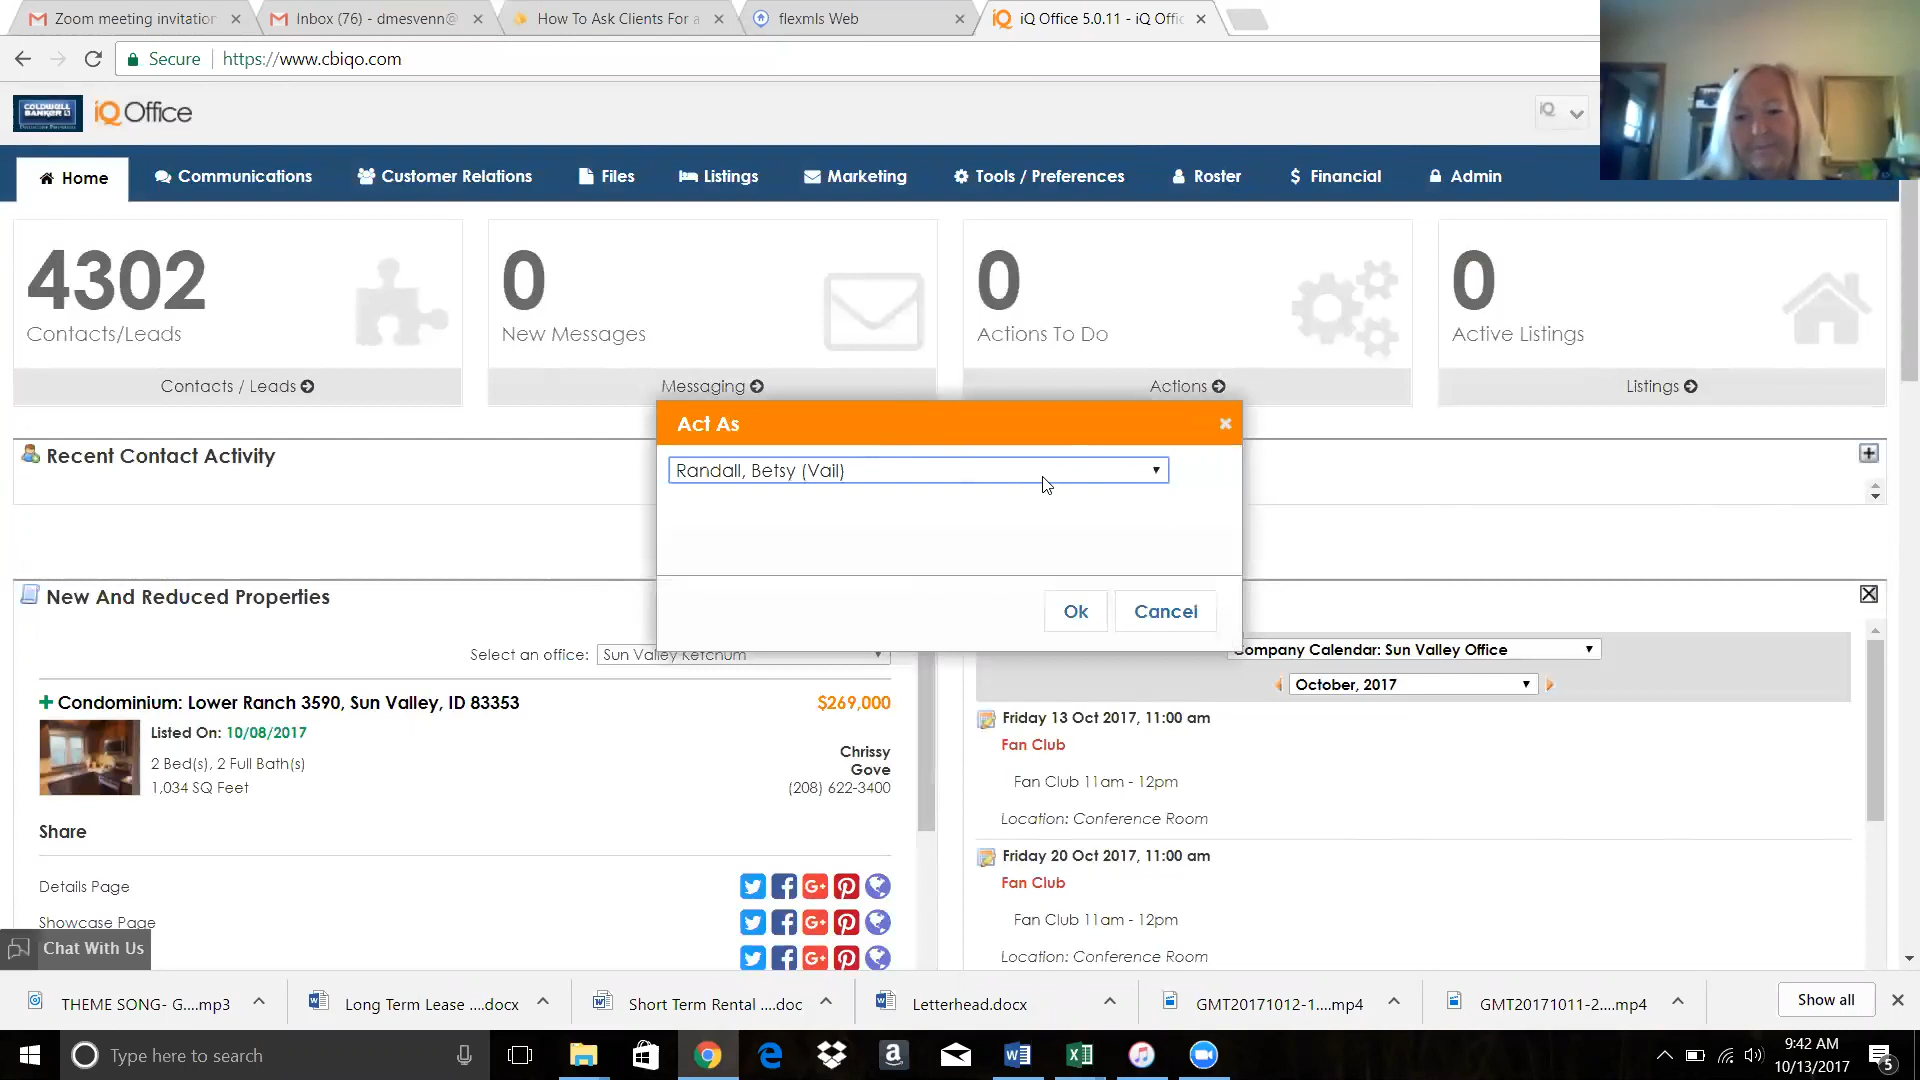 Zoom meeting invitation
Inbox (76) - dmesvenn@
How To Ask Clients For a
flexmls Web
iQ Office 5.0.11 - iQ Offic
Secure
https://www.cbiqo.com
COLDWELL
BANKER
iQ Office
iQ
Home
Communications
Customer Relations
Files
Listings
Marketing
Tools / Preferences
Roster
Financial
Admin
4302
Contacts/Leads
Contacts / Leads
0
New Messages
Messaging
0
Actions To Do
Actions
0
Active Listings
Listings
Recent Contact Activity
Act As
Randall, Betsy (Vail)
Ok
Cancel
New And Reduced Properties
Select an office:
Sun Valley Ketchum
Condominium: Lower Ranch 3590, Sun Valley, ID 83353
$269,000
Listed On: 10/08/2017
2 Bed(s), 2 Full Bath(s)
1,034 SQ Feet
Chrissy
Gove
(208) 622-3400
Share
Details Page
Showcase Page
Company Calendar: Sun Valley Office
October, 2017
Friday 13 Oct 2017, 11:00 am
Fan Club
Fan Club 11am - 12pm
Location: Conference Room
Friday 20 Oct 2017, 11:00 am
Fan Club
Fan Club 11am - 12pm
Location: Conference Room
Chat With Us
THEME SONG- G....mp3
Long Term Lease ....docx
Short Term Rental ....doc
Letterhead.docx
GMT20171012-1....mp4
GMT20171011-2....mp4
Show all
Type here to search
9:42 AM
10/13/2017
5